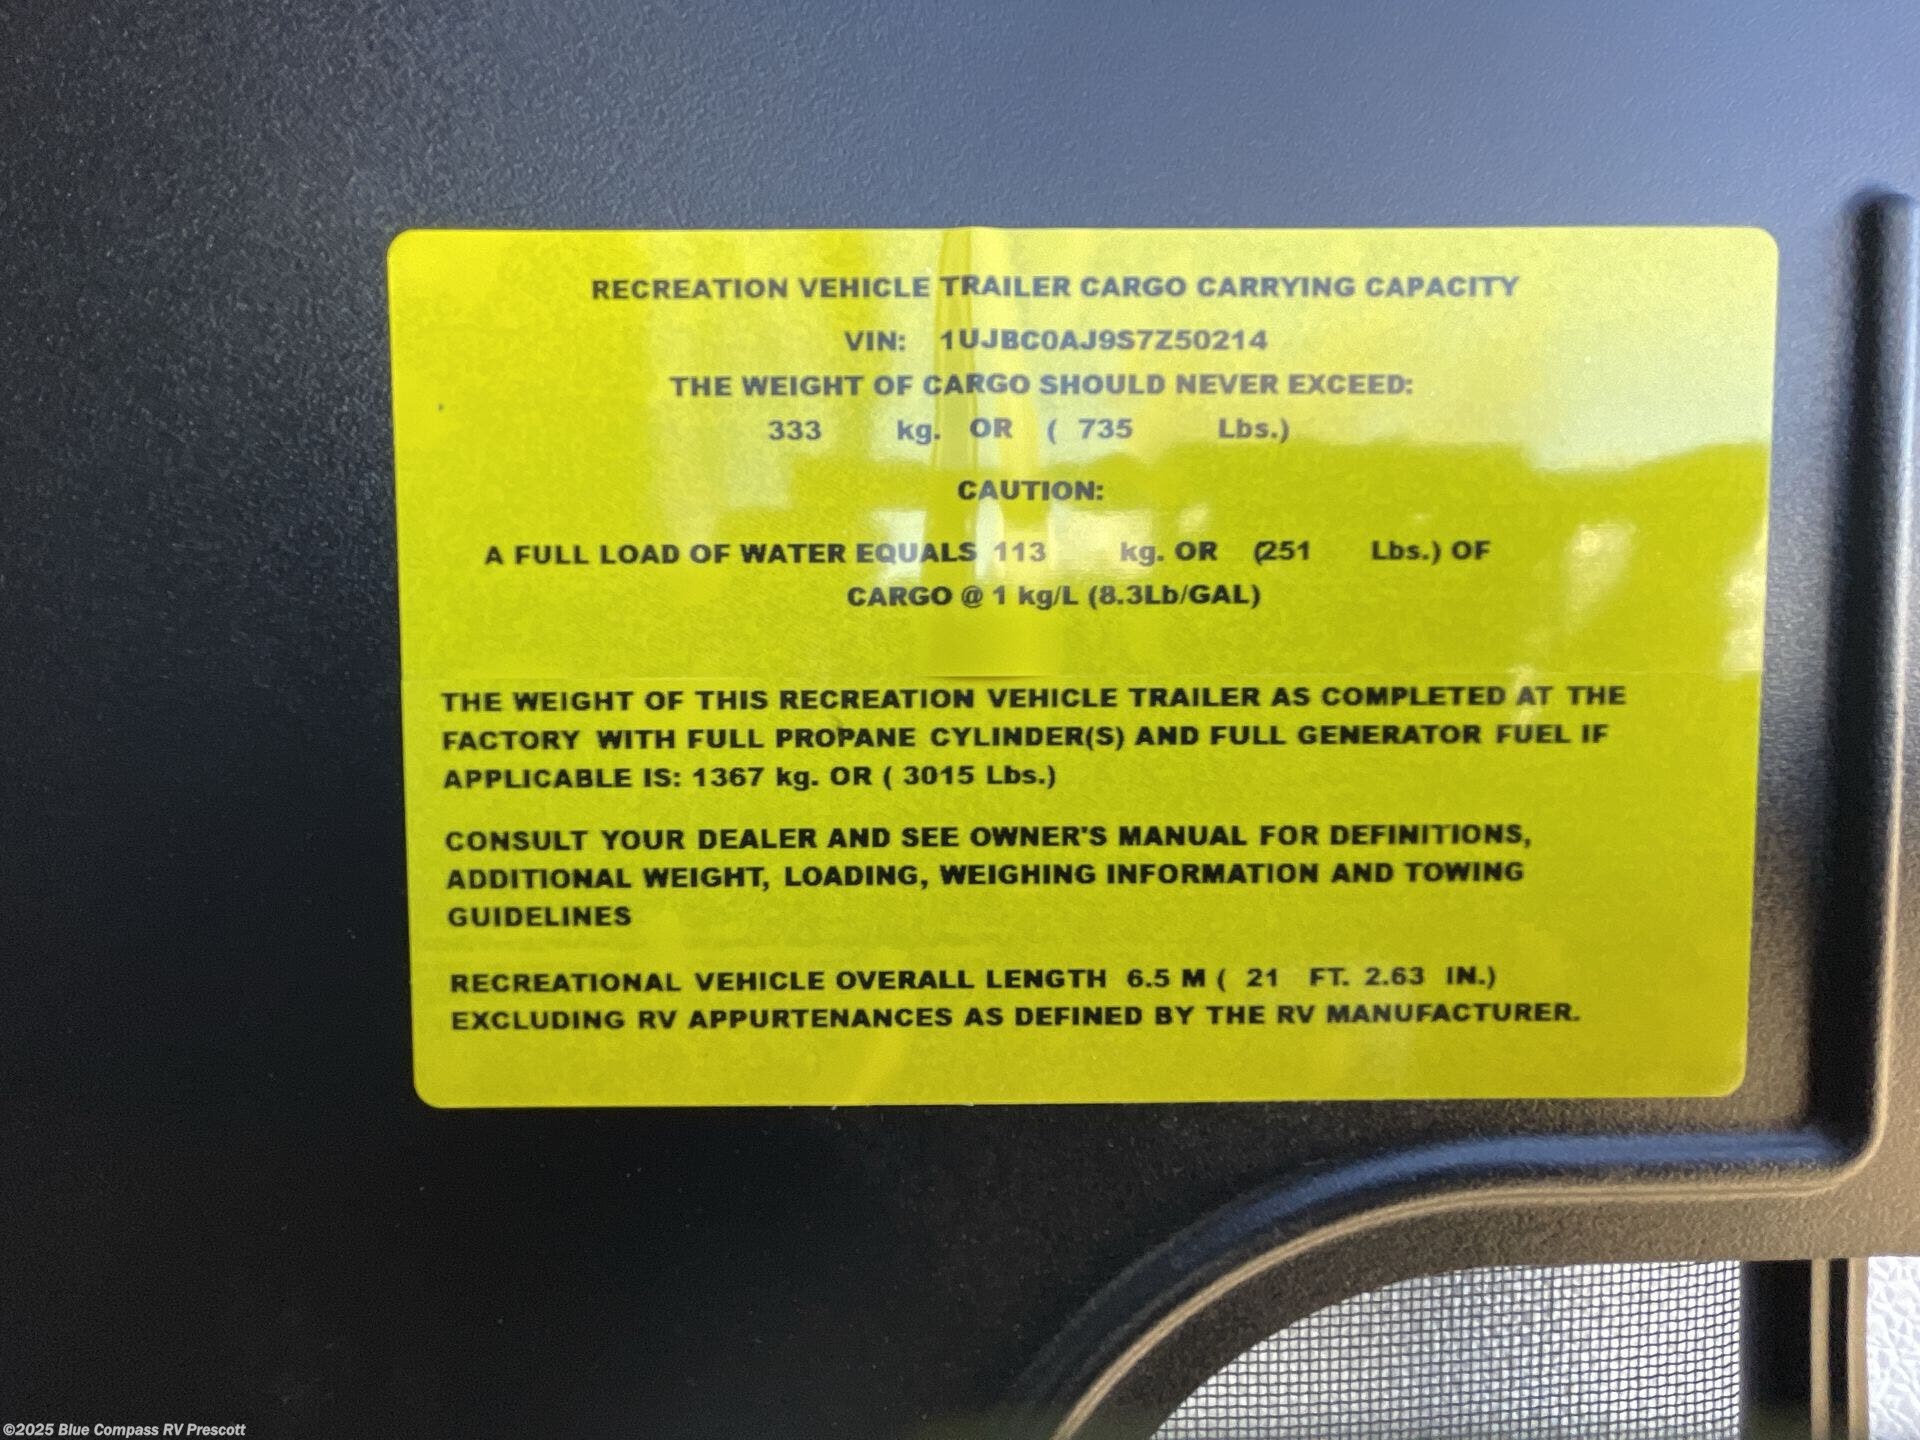 RECREATION VEHICLE TRAILER CARGO CARRYING CAPACITY
VIN: 1UJBC0AJ9S7Z50214
THE WEIGHT OF CARGO SHOULD NEVER EXCEED:
333 kg. OR ( 735 Lbs.)
CAUTION:
A FULL LOAD OF WATER EQUALS 113 kg. OR (251 Lbs.) OF
CARGO @ 1 kg/L (8.3Lb/GAL)
THE WEIGHT OF THIS RECREATION VEHICLE TRAILER AS COMPLETED AT THE
FACTORY WITH FULL PROPANE CYLINDER(S) AND FULL GENERATOR FUEL IF
APPLICABLE IS: 1367 kg. OR ( 3015 Lbs.)
CONSULT YOUR DEALER AND SEE OWNER'S MANUAL FOR DEFINITIONS,
ADDITIONAL WEIGHT, LOADING, WEIGHING INFORMATION AND TOWING
GUIDELINES
RECREATIONAL VEHICLE OVERALL LENGTH 6.5 M ( 21 FT. 2.63 IN.)
EXCLUDING RV APPURTENANCES AS DEFINED BY THE RV MANUFACTURER.
©2025 Blue Compass RV Prescott